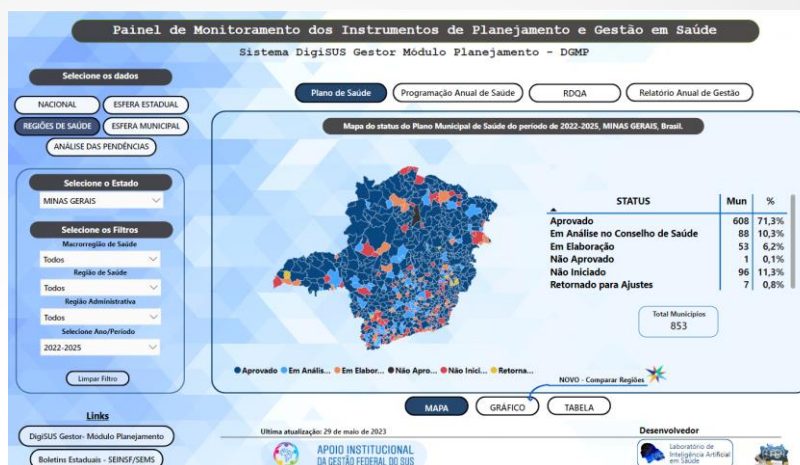 Painel de Monitoramento dos Instrumentos de Planejamento e Gestão em Saúde
Sistema DigiSUS Gestor Módulo Planejamento - DGMP
Selecione os dados
NACIONAL
ESFERA ESTADUAL
REGIÕES DE SAÚDE
ESFERA MUNICIPAL
ANÁLISE DAS PENDÊNCIAS
Selecione o Estado
MINAS GERAIS
Selecione os Filtros
Macrorregião de Saúde
Todos
Região de Saúde
Todos
Região Administrativa
Todos
Selecione Ano/Período
2022-2025
Limpar Filtro
Links
DigiSUS Gestor- Módulo Planejamento
Boletins Estaduais - SEINSF/SEMS
Plano de Saúde
Programação Anual de Saúde
RDQA
Relatório Anual de Gestão
Mapa do status do Plano Municipal de Saúde do período de 2022-2025, MINAS GERAIS, Brasil.
STATUS Mun %
Aprovado 608 71,3%
Em Análise no Conselho de Saúde 88 10,3%
Em Elaboração 53 6,2%
Não Aprovado 1 0,1%
Não Iniciado 96 11,3%
Retornado para Ajustes 7 0,8%
Total Municípios
853
Aprovado Em Anális... Em Elabor... Não Apro... Não Inici... Retorna...
NOVO - Comparar Regiões
MAPA
GRÁFICO
TABELA
Ultima atualização: 29 de maio de 2023
APOIO INSTITUCIONAL
DA GESTÃO FEDERAL DO SUS
Desenvolvedor
Laboratório de
Inteligência Artificial
em Saúde